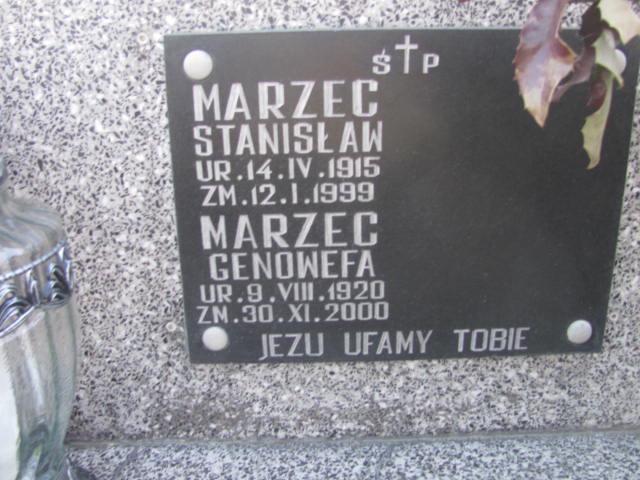 Ś†P
MARZEC
STANISŁAW
UR.14.IV.1915
ZM.12.I.1999
MARZEC
GENOWEFA
UR.9.VIII.1920
ZM.30.XI.2000
JEZU UFAMY TOBIE